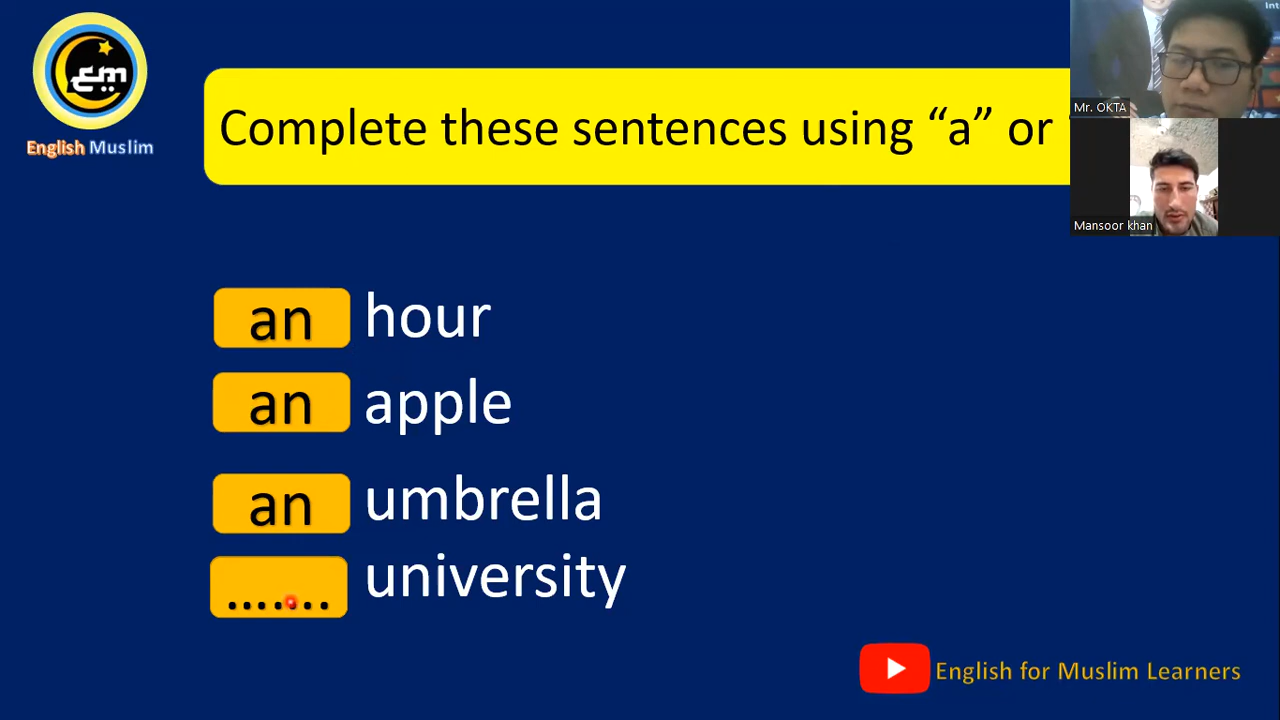 English Muslim
Complete these sentences using “a” or
Mr. OKTA
Mansoor khan
an hour
an apple
an umbrella
....... university
English for Muslim Learners